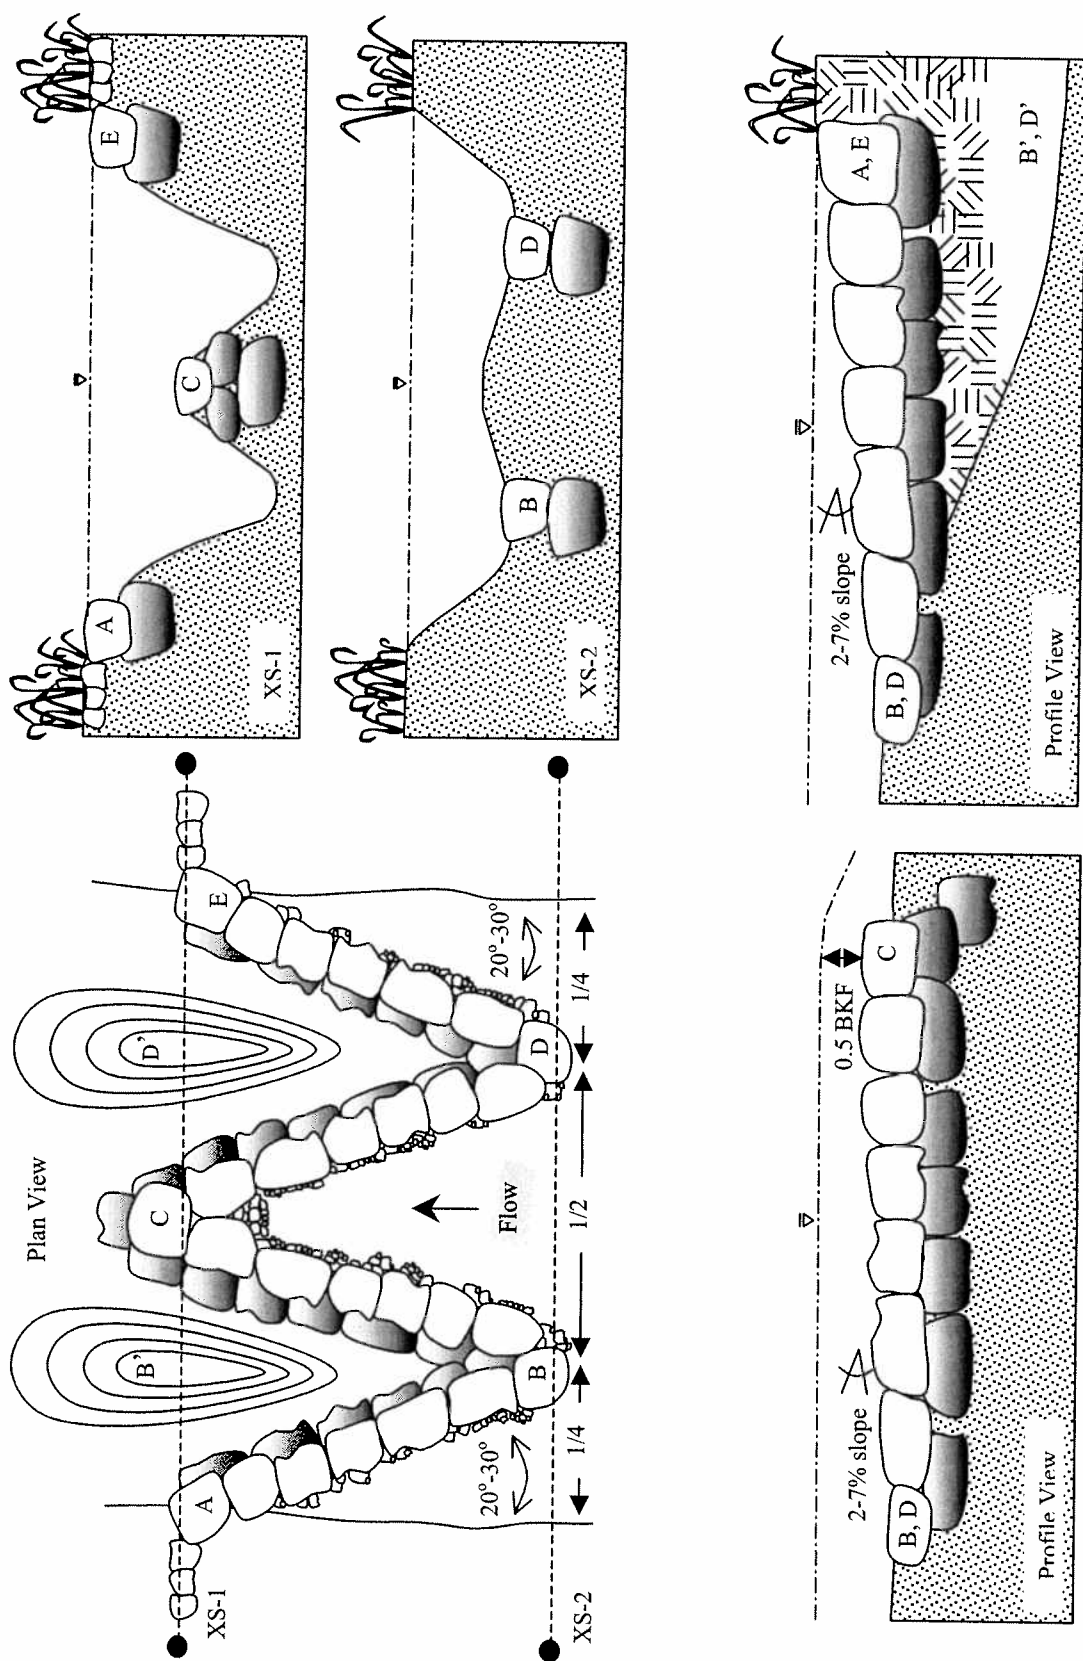 Plan View
B'
D'
A
C
E
B
D
XS-1
XS-2
Flow
20°-30°
20°-30°
1/4
1/2
1/4
A
C
E
XS-1
B
D
XS-2
0.5 BKF
C
2-7% slope
B, D
Profile View
A, E
2-7% slope
B, D
B', D'
Profile View